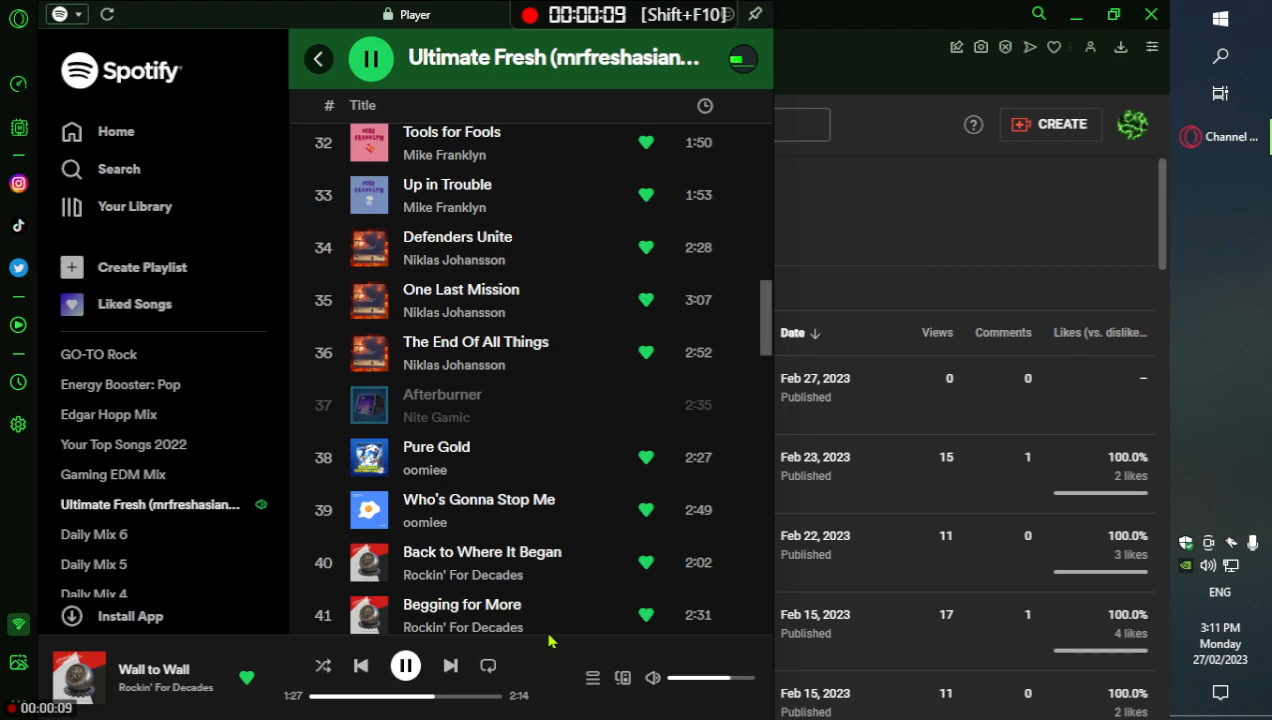 Player
00:00:09 [Shift+F10]
Spotify
Home
Search
Your Library
Create Playlist
Liked Songs
GO-TO Rock
Energy Booster: Pop
Edgar Hopp Mix
Your Top Songs 2022
Gaming EDM Mix
Ultimate Fresh (mrfreshasian...
Daily Mix 6
Daily Mix 5
Daily Mix 4
Install App
Ultimate Fresh (mrfreshasian...
# Title
32 Tools for Fools 1:50
Mike Franklyn
33 Up in Trouble 1:53
Mike Franklyn
34 Defenders Unite 2:28
Niklas Johansson
35 One Last Mission 3:07
Niklas Johansson
36 The End Of All Things 2:52
Niklas Johansson
37 Afterburner 2:35
Nite Gamic
38 Pure Gold 2:27
oomiee
39 Who's Gonna Stop Me 2:49
oomiee
40 Back to Where It Began 2:02
Rockin' For Decades
41 Begging for More 2:31
Rockin' For Decades
Wall to Wall
Rockin' For Decades
1:27 2:14
00:00:09
CREATE
Date Views Comments Likes (vs. dislike...
Feb 27, 2023 0 0 –
Published
Feb 23, 2023 15 1 100.0%
Published 2 likes
Feb 22, 2023 11 0 100.0%
Published 3 likes
Feb 15, 2023 17 1 100.0%
Published 4 likes
Feb 15, 2023 11 0 100.0%
Published 2 likes
Channel ...
ENG
3:11 PM
Monday
27/02/2023